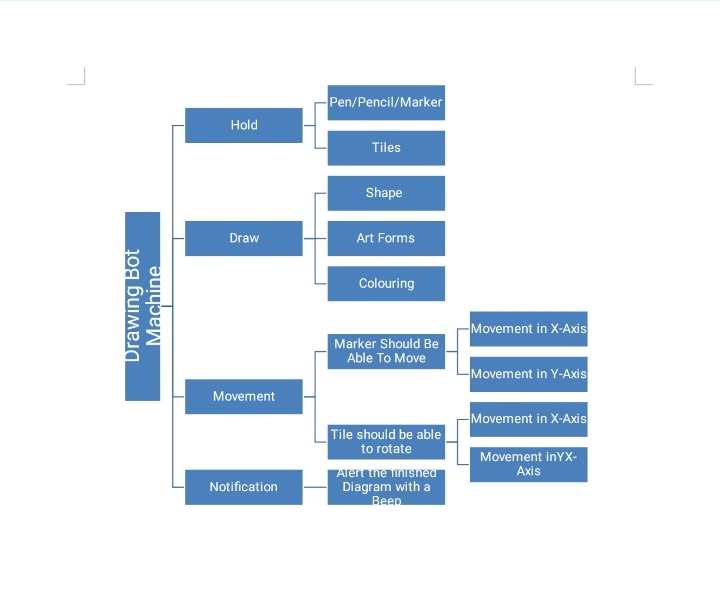 Drawing Bot
Machine
Hold
Pen/Pencil/Marker
Tiles
Draw
Shape
Art Forms
Colouring
Movement
Marker Should Be
Able To Move
Movement in X-Axis
Movement in Y-Axis
Tile should be able
to rotate
Movement in X-Axis
Movement inYX-
Axis
Notification
Alert the finished
Diagram with a
Beep